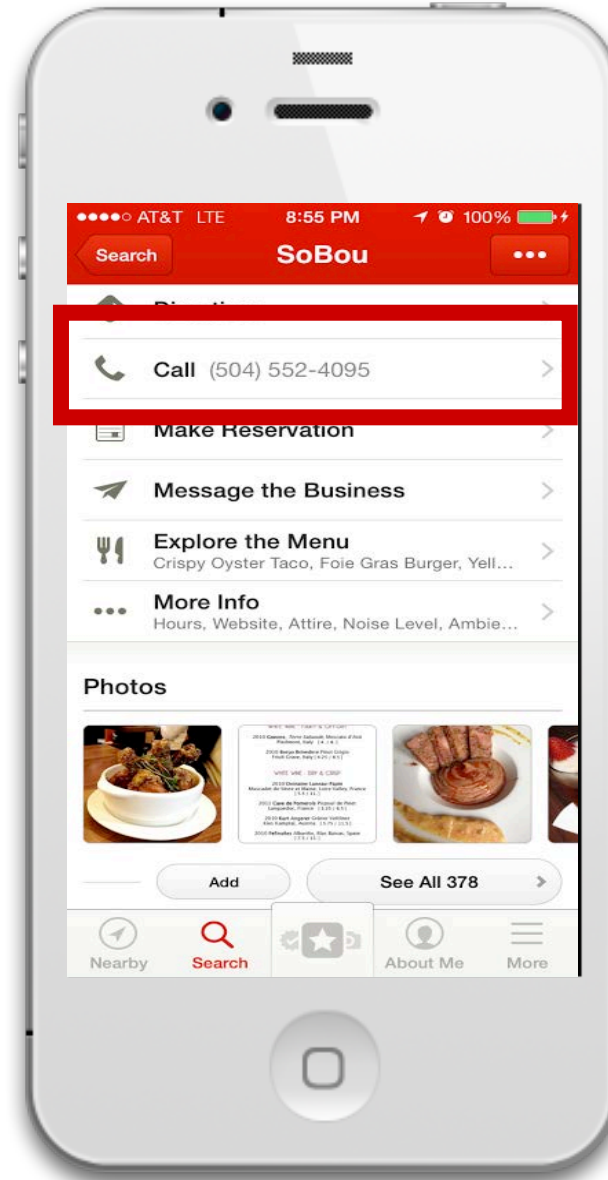 AT&T LTE 8:55 PM 100%
Search SoBou
Call (504) 552-4095
Make Reservation
Message the Business
Explore the Menu
Crispy Oyster Taco, Foie Gras Burger, Yell...
More Info
Hours, Website, Attire, Noise Level, Ambie...
Photos
Add See All 378
Nearby Search About Me More